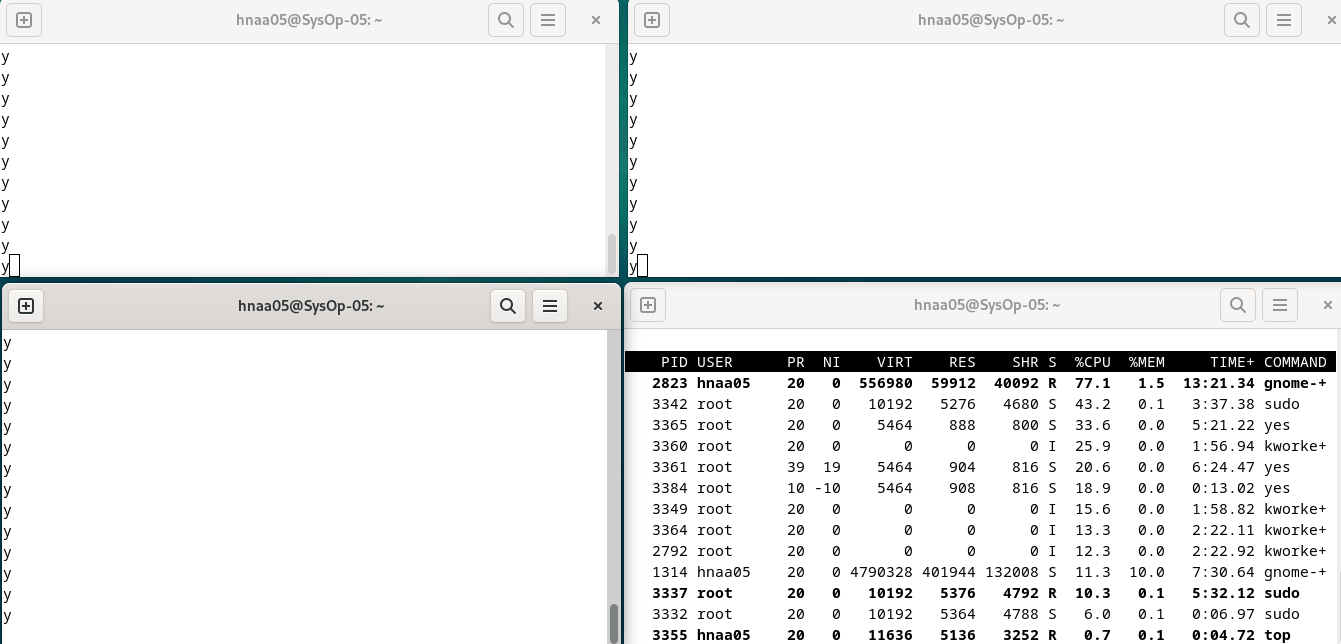 hnaa05@SysOp-05: ~
y
y
y
y
y
y
y
y
y
y
y
hnaa05@SysOp-05: ~
y
y
y
y
y
y
y
y
y
y
y
hnaa05@SysOp-05: ~
y
y
y
y
y
y
y
y
y
y
y
y
y
y
hnaa05@SysOp-05: ~
PID USER PR NI VIRT RES SHR S %CPU %MEM TIME+ COMMAND
2823 hnaa05 20 0 556980 59912 40092 R 77.1 1.5 13:21.34 gnome-+
3342 root 20 0 10192 5276 4680 S 43.2 0.1 3:37.38 sudo
3365 root 20 0 5464 888 800 S 33.6 0.0 5:21.22 yes
3360 root 20 0 0 0 0 I 25.9 0.0 1:56.94 kworke+
3361 root 39 19 5464 904 816 S 20.6 0.0 6:24.47 yes
3384 root 10 -10 5464 908 816 S 18.9 0.0 0:13.02 yes
3349 root 20 0 0 0 0 I 15.6 0.0 1:58.82 kworke+
3364 root 20 0 0 0 0 I 13.3 0.0 2:22.11 kworke+
2792 root 20 0 0 0 0 I 12.3 0.0 2:22.92 kworke+
1314 hnaa05 20 0 4790328 401944 132008 S 11.3 10.0 7:30.64 gnome-+
3337 root 20 0 10192 5376 4792 R 10.3 0.1 5:32.12 sudo
3332 root 20 0 10192 5364 4788 S 6.0 0.1 0:06.97 sudo
3355 hnaa05 20 0 11636 5136 3252 R 0.7 0.1 0:04.72 top